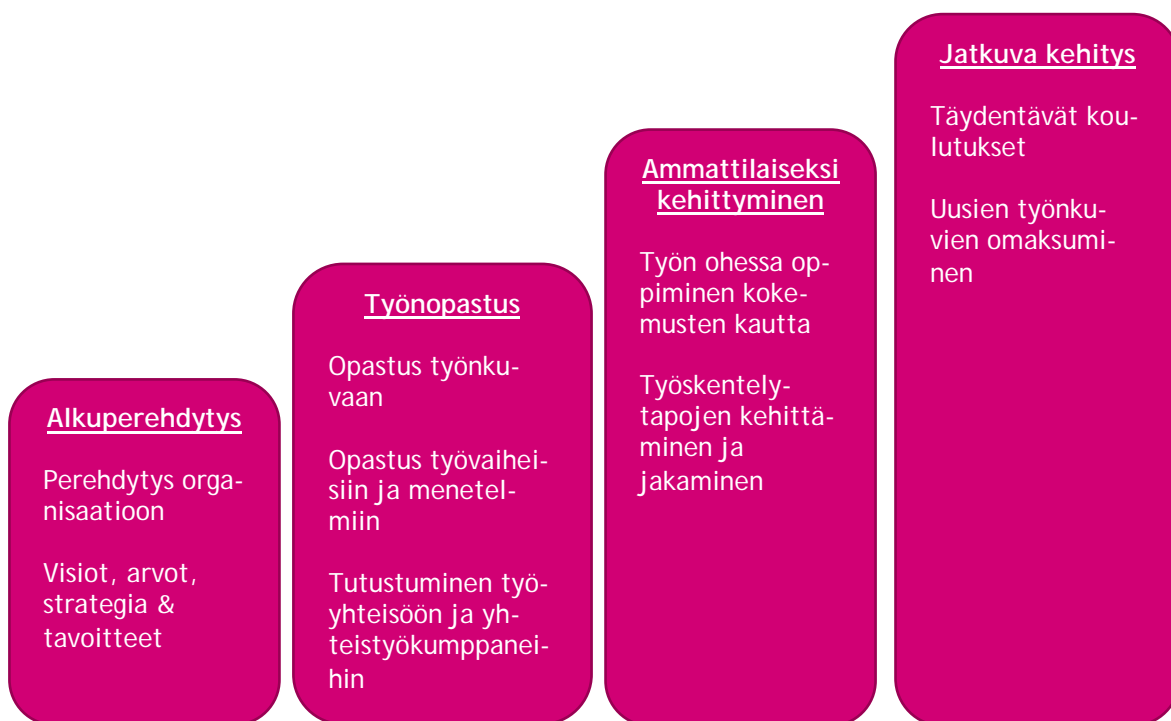 Alkuperehdytys
Perehdytys orga-
nisaatioon
Visiot, arvot,
strategia &
tavoitteet
Työnopastus
Opastus työnku-
vaan
Opastus työvaihei-
siin ja menetel-
miin
Tutustuminen työ-
yhteisöön ja yh-
teistyökumppanei-
hin
Ammattilaiseksi
kehittyminen
Työn ohessa op-
piminen koke-
musten kautta
Työskentely-
tapojen kehittä-
minen ja
jakaminen
Jatkuva kehitys
Täydentävät kou-
lutukset
Uusien työnku-
vien omaksumi-
nen